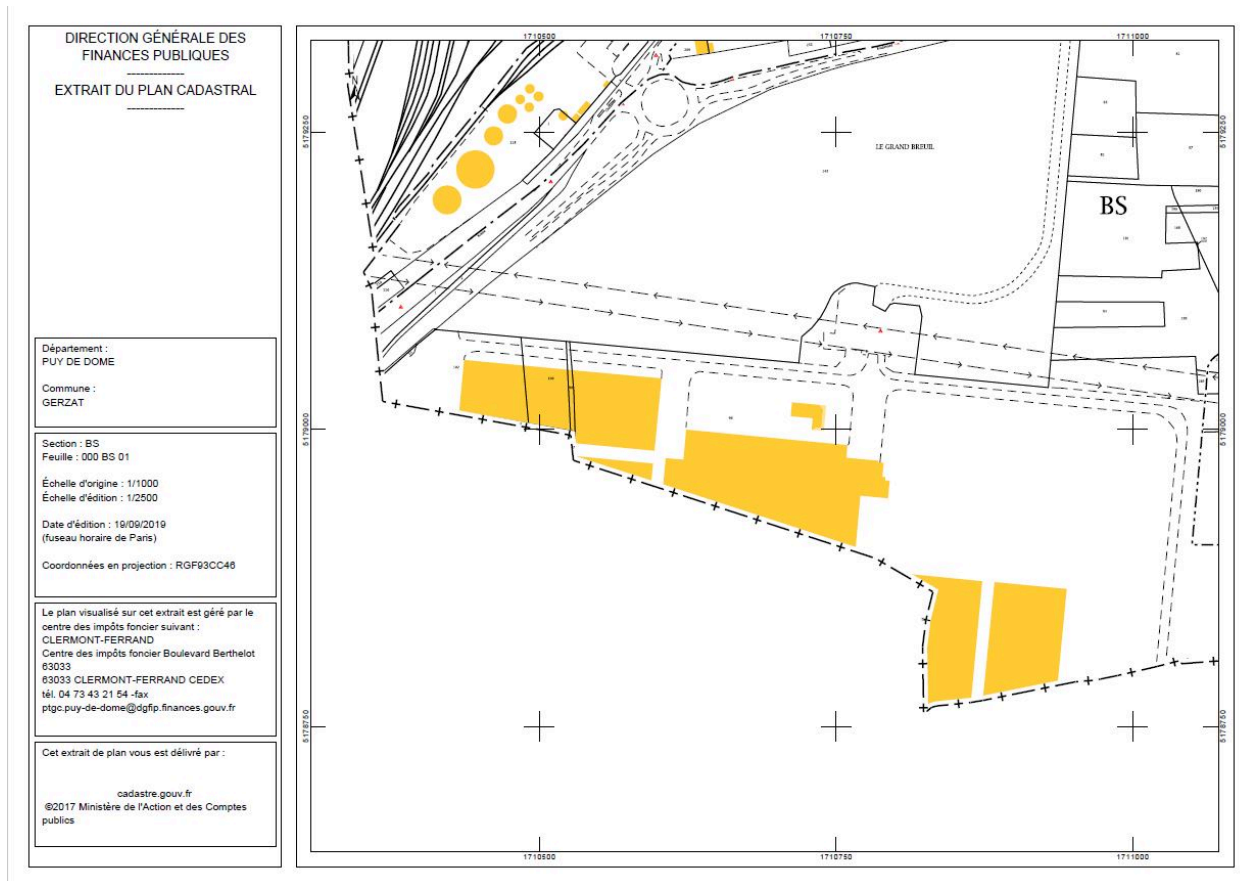 DIRECTION GÉNÉRALE DES
FINANCES PUBLIQUES
-------------
EXTRAIT DU PLAN CADASTRAL
-------------
Département :
PUY DE DOME
Commune :
GERZAT
Section : BS
Feuille : 000 BS 01
Échelle d'origine : 1/1000
Échelle d'édition : 1/2500
Date d'édition : 19/09/2019
(fuseau horaire de Paris)
Coordonnées en projection : RGF93CC46
Le plan visualisé sur cet extrait est géré par le
centre des impôts foncier suivant :
CLERMONT-FERRAND
Centre des impôts foncier Boulevard Berthelot
63033
63033 CLERMONT-FERRAND CEDEX
tél. 04 73 43 21 54 -fax
ptgc.puy-de-dome@dgfip.finances.gouv.fr
Cet extrait de plan vous est délivré par :
cadastre.gouv.fr
©2017 Ministère de l'Action et des Comptes
publics
1710500
1710750
1711000
5179250
5179250
LE GRAND BREUIL
BS
5179000
5179000
5178750
5178750
1710500
1710750
1711000